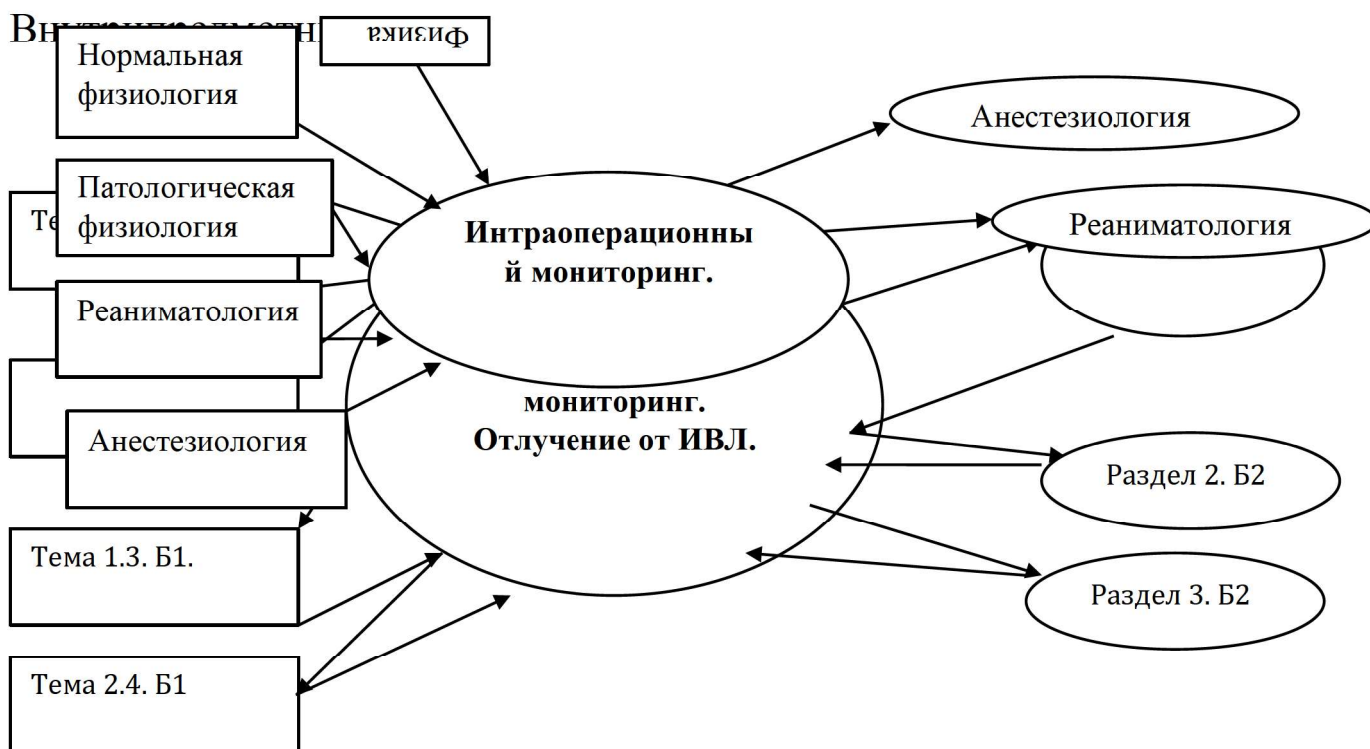 Физика
Нормальная
физиология
Анестезиология
Патологическая
физиология
Реаниматология
Интраоперационны
й мониторинг.
Реаниматология
мониторинг.
Отлучение от ИВЛ.
Анестезиология
Раздел 2. Б2
Тема 1.3. Б1.
Раздел 3. Б2
Тема 2.4. Б1